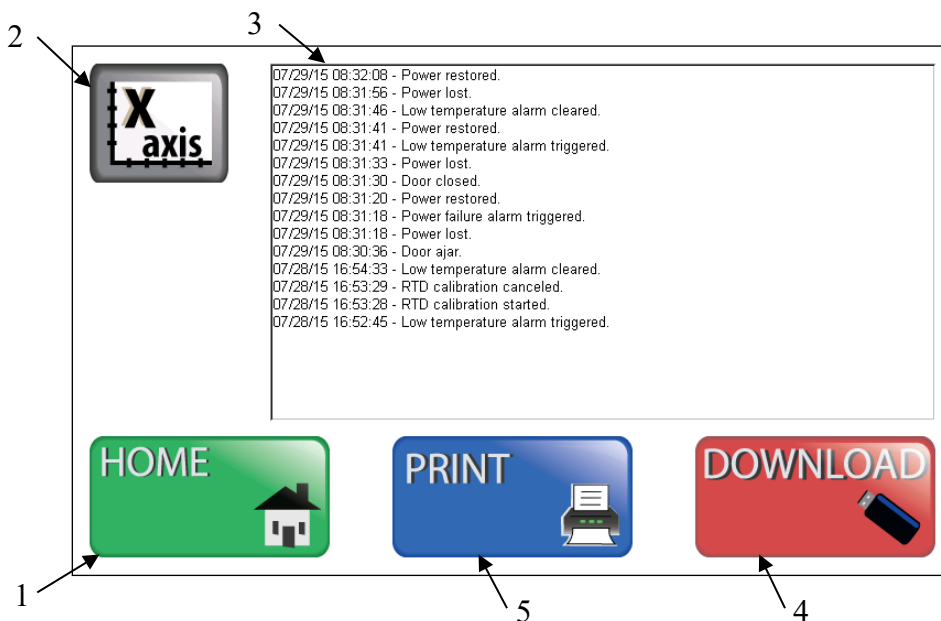 2
3
X
axis
07/29/15 08:32:08 - Power restored.
07/29/15 08:31:56 - Power lost.
07/29/15 08:31:46 - Low temperature alarm cleared.
07/29/15 08:31:41 - Power restored.
07/29/15 08:31:41 - Low temperature alarm triggered.
07/29/15 08:31:33 - Power lost.
07/29/15 08:31:30 - Door closed.
07/29/15 08:31:20 - Power restored.
07/29/15 08:31:18 - Power failure alarm triggered.
07/29/15 08:31:18 - Power lost.
07/29/15 08:30:36 - Door ajar.
07/28/15 16:54:33 - Low temperature alarm cleared.
07/28/15 16:53:29 - RTD calibration canceled.
07/28/15 16:53:28 - RTD calibration started.
07/28/15 16:52:45 - Low temperature alarm triggered.
HOME
PRINT
DOWNLOAD
1
5
4